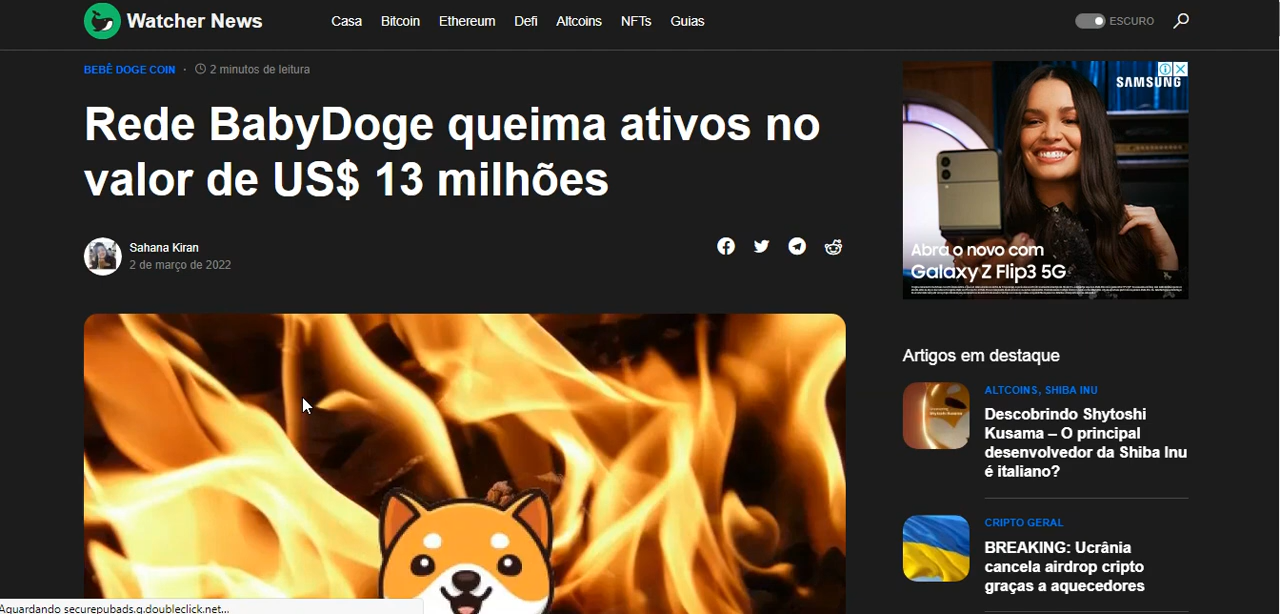 Watcher News
Casa Bitcoin Ethereum Defi Altcoins NFTs Guias
ESCURO
BEBÊ DOGE COIN · 2 minutos de leitura
Rede BabyDoge queima ativos no
valor de US$ 13 milhões
Sahana Kiran
2 de março de 2022
SAMSUNG
Abra o novo com
Galaxy Z Flip3 5G
Artigos em destaque
ALTCOINS, SHIBA INU
Descobrindo Shytoshi
Kusama – O principal
desenvolvedor da Shiba Inu
é italiano?
CRIPTO GERAL
BREAKING: Ucrânia
cancela airdrop cripto
graças a aquecedores
Aguardando securepubads.g.doubleclick.net...